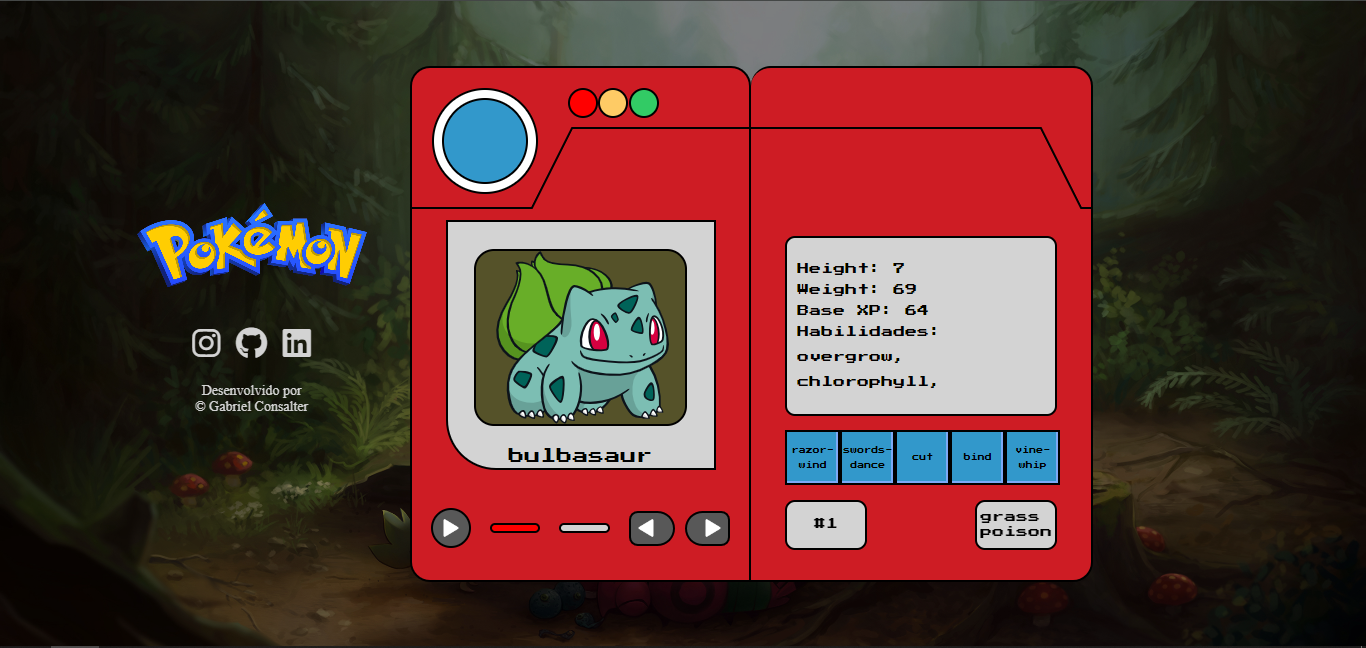 Pokémon
Desenvolvido por
© Gabriel Consalter
bulbasaur
Height: 7
Weight: 69
Base XP: 64
Habilidades:
overgrow,
chlorophyll,
razor-
wind
swords-
dance
cut
bind
vine-
whip
#1
grass
poison